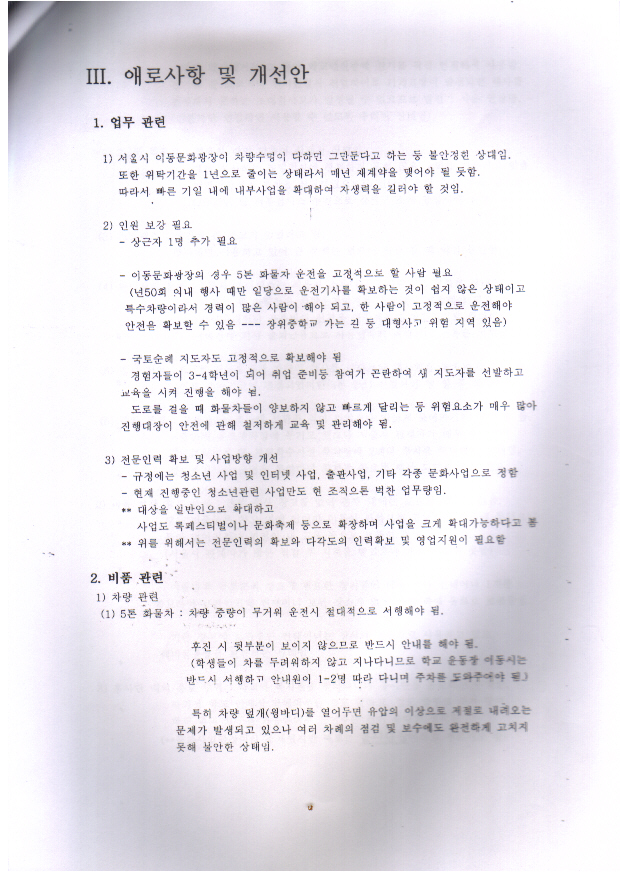 III. 애로사항 및 개선안
1. 업무 관련
1) 서울시 이동문화광장이 차량수명이 다하면 그만둔다고 하는 등 불안정한 상태임.
또한 위탁기간을 1년으로 줄이는 상태라서 매년 재계약을 맺어야 될 듯함.
따라서 빠른 기일 내에 내부사업을 확대하여 자생력을 길러야 할 것임.
2) 인원 보강 필요
- 상근자 1명 추가 필요
- 이동문화광장의 경우 5톤 화물차 운전을 고정적으로 할 사람 필요
(년50회 의내 행사 때만 일당으로 운전기사를 확보하는 것이 쉽지 않은 상태이고
특수차량이라서 경력이 많은 사람이 해야 되고, 한 사람이 고정적으로 운전해야
안전을 확보할 수 있음 --- 장위중학교 가는 길 등 대형사고 위험 지역 있음)
- 국토순례 지도자도 고정적으로 확보해야 됨
경험자들이 3-4학년이 되어 취업 준비등 참여가 곤란하여 새 지도자를 선발하고
교육을 시켜 진행을 해야 됨.
도로를 걸을 때 화물차들이 양보하지 않고 빠르게 달리는 등 위험요소가 매우 많아
진행대장이 안전에 관해 철저하게 교육 및 관리해야 됨.
3) 전문인력 확보 및 사업방향 개선
- 규정에는 청소년 사업 및 인터넷 사업, 출판사업, 기타 각종 문화사업으로 정함
- 현재 진행중인 청소년관련 사업만도 현 조직으론 벅찬 업무량임.
** 대상을 일반인으로 확대하고
사업도 록페스티벌이나 문화축제 등으로 확장하며 사업을 크게 확대가능하다고 봄
** 위를 위해서는 전문인력의 확보와 다각도의 인력확보 및 영업지원이 필요함
2. 비품 관련
1) 차량 관련
(1) 5톤 화물차 : 차량 중량이 무거워 운전시 절대적으로 서행해야 됨.
후진 시 뒷부분이 보이지 않으므로 반드시 안내를 해야 됨.
(학생들이 차를 두려워하지 않고 지나다니므로 학교 운동장 이동시는
반드시 서행하고 안내원이 1-2명 따라 다니며 주차를 도와주어야 됨.)
특히 차량 덮개(윙바디)를 열어두면 유압의 이상으로 저절로 내려오는
문제가 발생되고 있으나 여러 차례의 점검 및 보수에도 완전하게 고치지
못해 불안한 상태임.